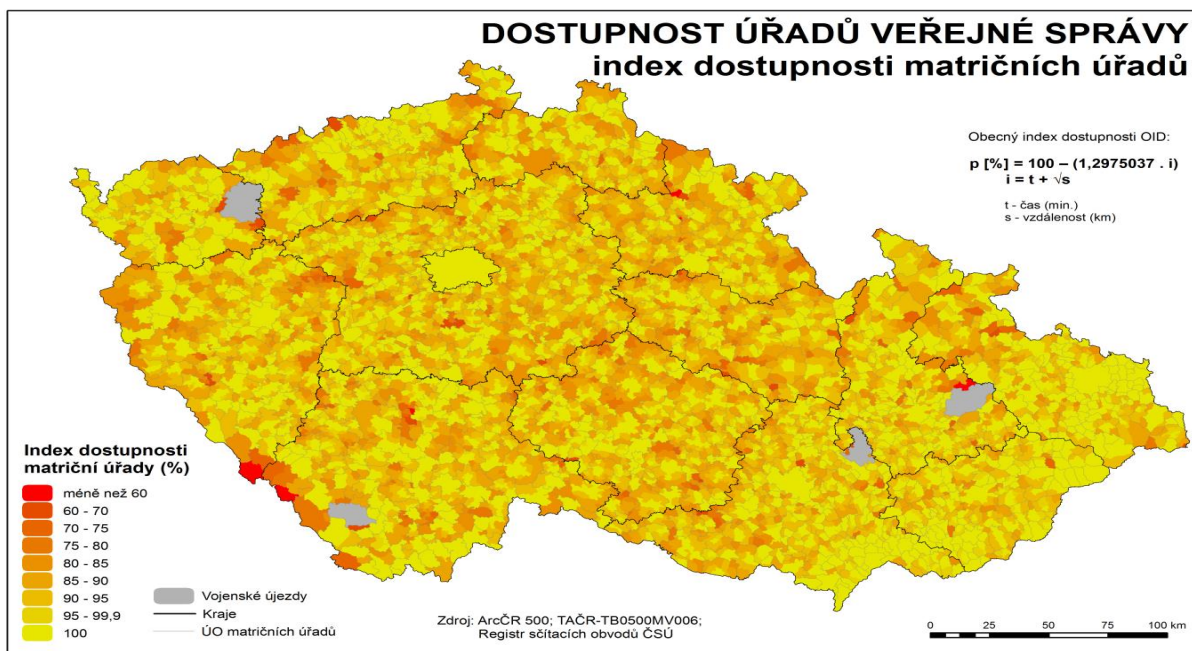 DOSTUPNOST ÚŘADŮ VEŘEJNÉ SPRÁVY
index dostupnosti matričních úřadů
Obecný index dostupnosti OID:
p [%] = 100 – (1,2975037 . i)
i = t + √s
t - čas (min.)
s - vzdálenost (km)
Index dostupnosti
matriční úřady (%)
méně než 60
60 - 70
70 - 75
75 - 80
80 - 85
85 - 90
90 - 95
95 - 99,9
100
Vojenské újezdy
Kraje
ÚO matričních úřadů
Zdroj: ArcČR 500; TAČR-TB0500MV006;
Registr sčítacích obvodů ČSÚ
0 12,5 25 50 75 100 km